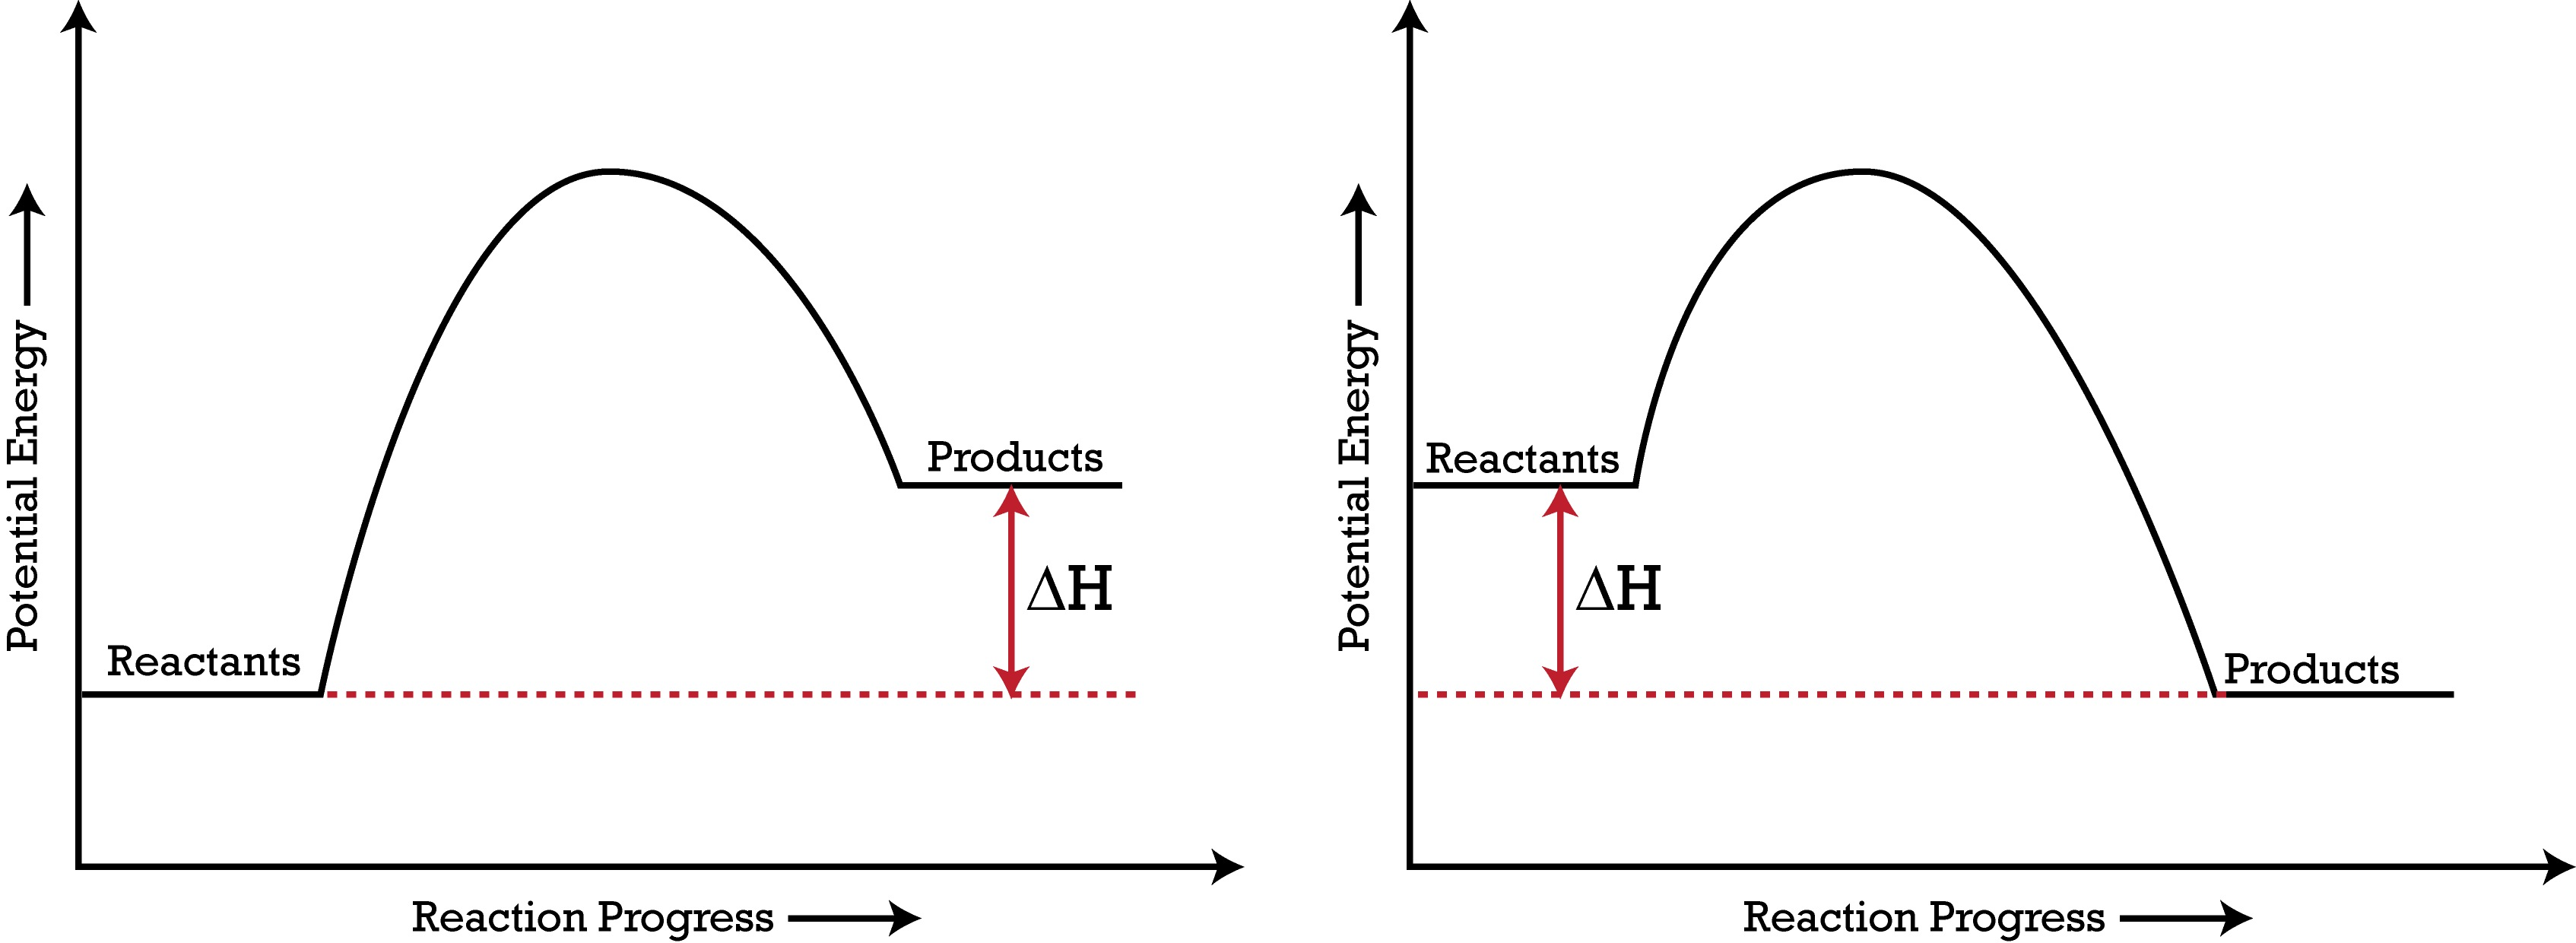 Potential Energy
Reactants
Products
ΔH
Reaction Progress
Potential Energy
Reactants
ΔH
Products
Reaction Progress